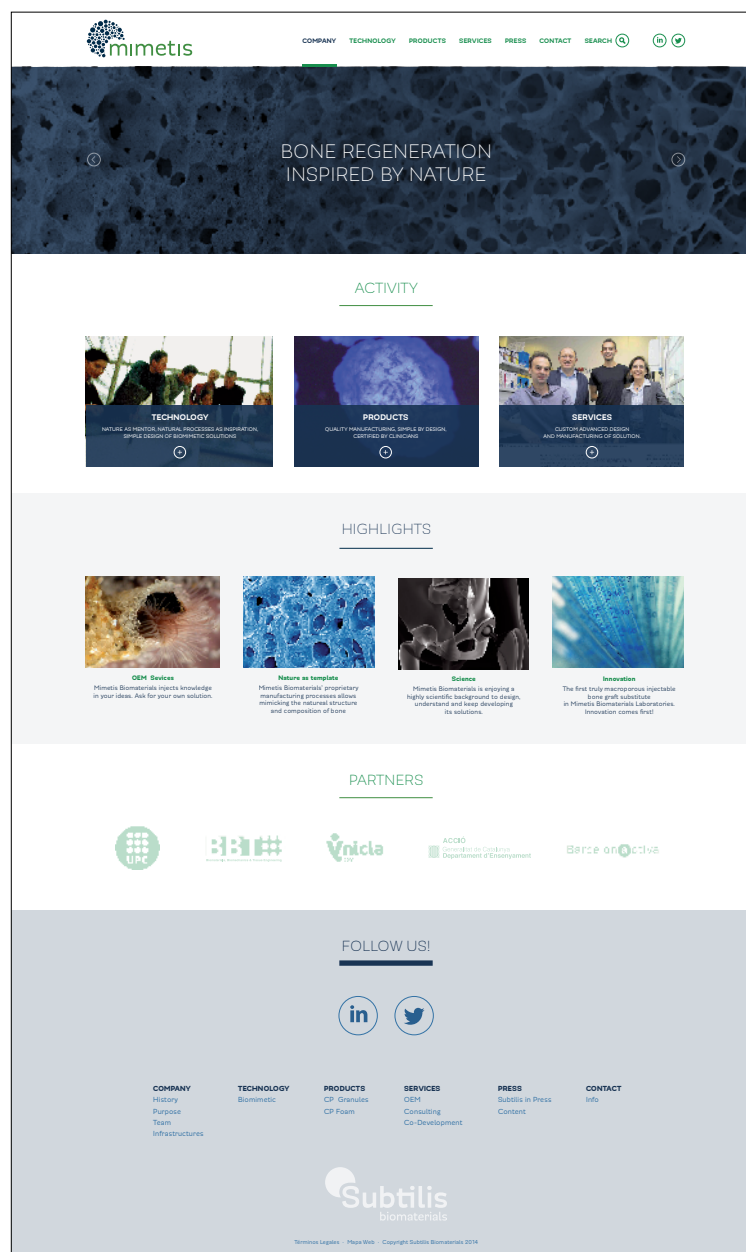 mimetis
COMPANY TECHNOLOGY PRODUCTS SERVICES PRESS CONTACT SEARCH in
BONE REGENERATION
INSPIRED BY NATURE
ACTIVITY
TECHNOLOGY
NATURE AS MENTOR, NATURAL PROCESSES AS INSPIRATION,
SIMPLE DESIGN OF BIOMIMETIC SOLUTIONS
PRODUCTS
QUALITY MANUFACTURING, SIMPLE BY DESIGN,
CERTIFIED BY CLINICIANS
SERVICES
CUSTOM ADVANCED DESIGN
AND MANUFACTURING OF SOLUTION.
HIGHLIGHTS
OEM Sevices
Mimetis Biomaterials injects knowledge
in your ideas. Ask for your own solution.
Nature as template
Mimetis Biomaterials' proprietary
manufacturing processes allows
mimicking the natureal structure
and composition of bone
Science
Mimetis Biomaterials is enjoying a
highly scientific background to design,
understand and keep developing
its solutions.
Innovation
The first truly macroporous injectable
bone graft substitute
in Mimetis Biomaterials Laboratories.
Innovation comes first!
PARTNERS
UPC
BBT
Vnicla
ACCIÓ
Generalitat de Catalunya
Departament d'Ensenyament
FOLLOW US!
in
COMPANY
History
Purpose
Team
Infrastructures
TECHNOLOGY
Biomimetic
PRODUCTS
CP Granules
CP Foam
SERVICES
OEM
Consulting
Co-Development
PRESS
Subtilis in Press
Content
CONTACT
Info
Subtilis
biomaterials
Términos Legales - Mapa Web - Copyright Subtilis Biomaterials 2014